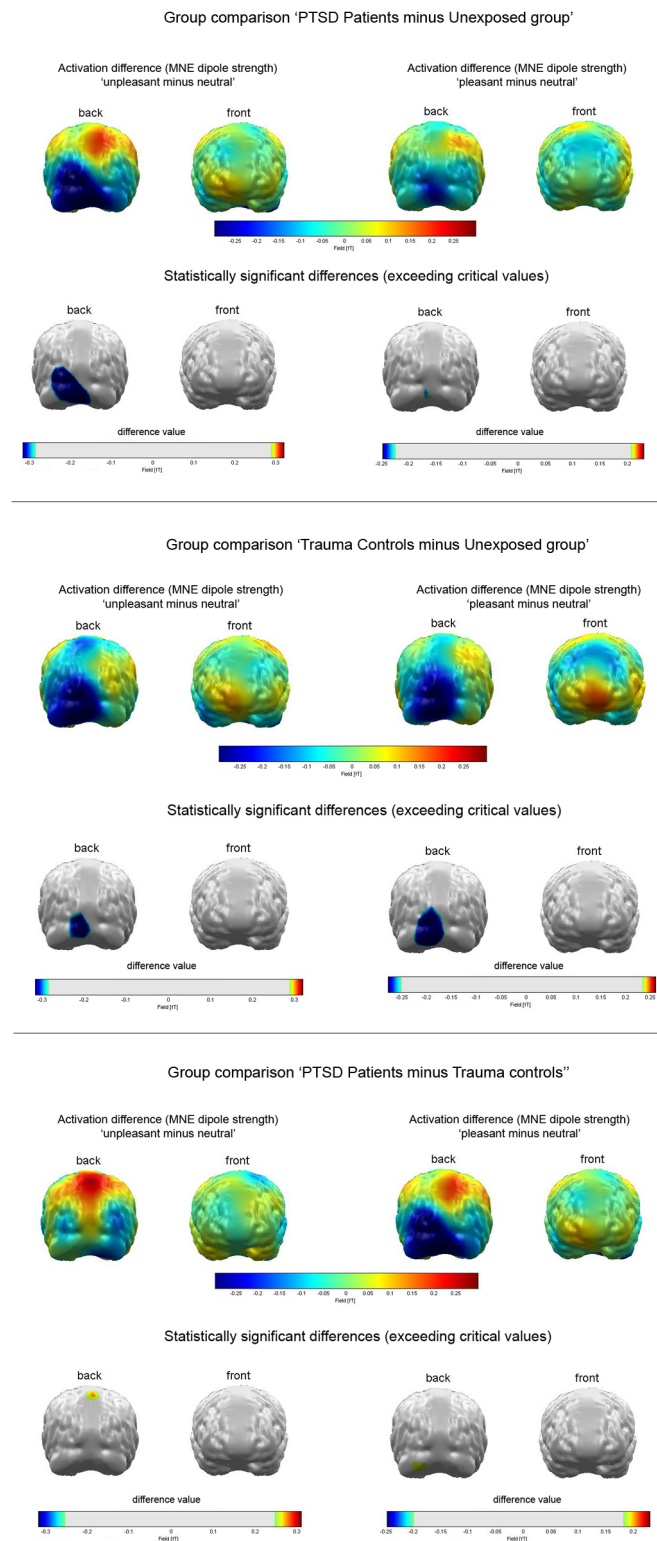 Group comparison ‘PTSD Patients minus Unexposed group’
Activation difference (MNE dipole strength)
‘unpleasant minus neutral’
Activation difference (MNE dipole strength)
‘pleasant minus neutral’
back front back front
-0.25 -0.2 -0.15 -0.1 -0.05 0 0.05 0.1 0.15 0.2 0.25
Field [fT]
Statistically significant differences (exceeding critical values)
back front back front
difference value difference value
-0.3 -0.2 -0.1 0 0.1 0.2 0.3
Field [fT]
-0.25 -0.2 -0.15 -0.1 -0.05 0 0.05 0.1 0.15 0.2
Field [fT]
Group comparison ‘Trauma Controls minus Unexposed group’
Activation difference (MNE dipole strength)
‘unpleasant minus neutral’
Activation difference (MNE dipole strength)
‘pleasant minus neutral’
back front back front
-0.25 -0.2 -0.15 -0.1 -0.05 0 0.05 0.1 0.15 0.2 0.25
Field [fT]
Statistically significant differences (exceeding critical values)
back front back front
difference value difference value
-0.3 -0.2 -0.1 0 0.1 0.2 0.3
Field [fT]
-0.25 -0.2 -0.15 -0.1 -0.05 0 0.05 0.1 0.15 0.2 0.25
Field [fT]
Group comparison ‘PTSD Patients minus Trauma controls’’
Activation difference (MNE dipole strength)
‘unpleasant minus neutral’
Activation difference (MNE dipole strength)
‘pleasant minus neutral’
back front back front
-0.25 -0.2 -0.15 -0.1 -0.05 0 0.05 0.1 0.15 0.2 0.25
Field [fT]
Statistically significant differences (exceeding critical values)
back front back front
difference value difference value
-0.3 -0.2 -0.1 0 0.1 0.2 0.3
Field [fT]
-0.25 -0.2 -0.15 -0.1 -0.05 0 0.05 0.1 0.15 0.2
Field [fT]